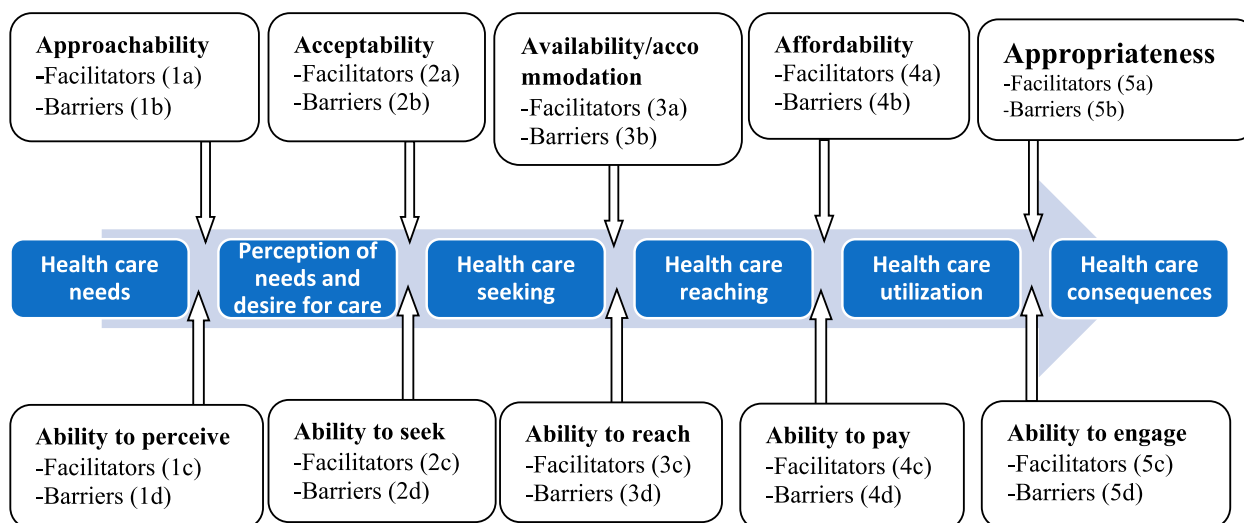 Approachability
-Facilitators (1a)
-Barriers (1b)
Acceptability
-Facilitators (2a)
-Barriers (2b)
Availability/acco
mmodation
-Facilitators (3a)
-Barriers (3b)
Affordability
-Facilitators (4a)
-Barriers (4b)
Appropriateness
-Facilitators (5a)
-Barriers (5b)
Health care
needs
Perception of
needs and
desire for care
Health care
seeking
Health care
reaching
Health care
utilization
Health care
consequences
Ability to perceive
-Facilitators (1c)
-Barriers (1d)
Ability to seek
-Facilitators (2c)
-Barriers (2d)
Ability to reach
-Facilitators (3c)
-Barriers (3d)
Ability to pay
-Facilitators (4c)
-Barriers (4d)
Ability to engage
-Facilitators (5c)
-Barriers (5d)